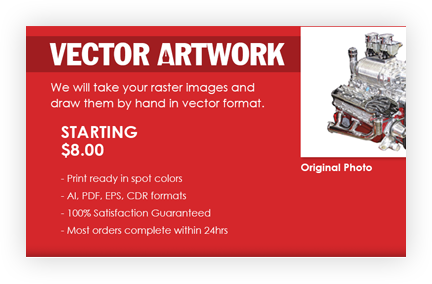 VECTOR ARTWORK
We will take your raster images and
draw them by hand in vector format.
STARTING
$8.00
- Print ready in spot colors
- AI, PDF, EPS, CDR formats
- 100% Satisfaction Guaranteed
- Most orders complete within 24hrs
Original Photo